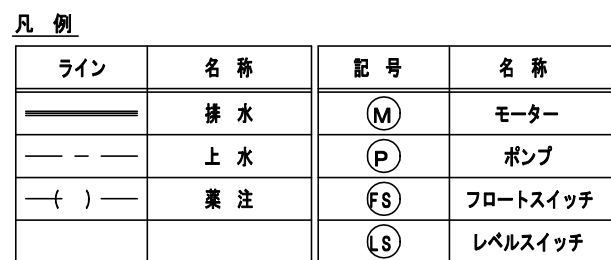 凡 例
ライン 名 称 記 号 名 称
排 水 M モーター
上 水 P ポンプ
薬 注 FS フロートスイッチ
LS レベルスイッチ